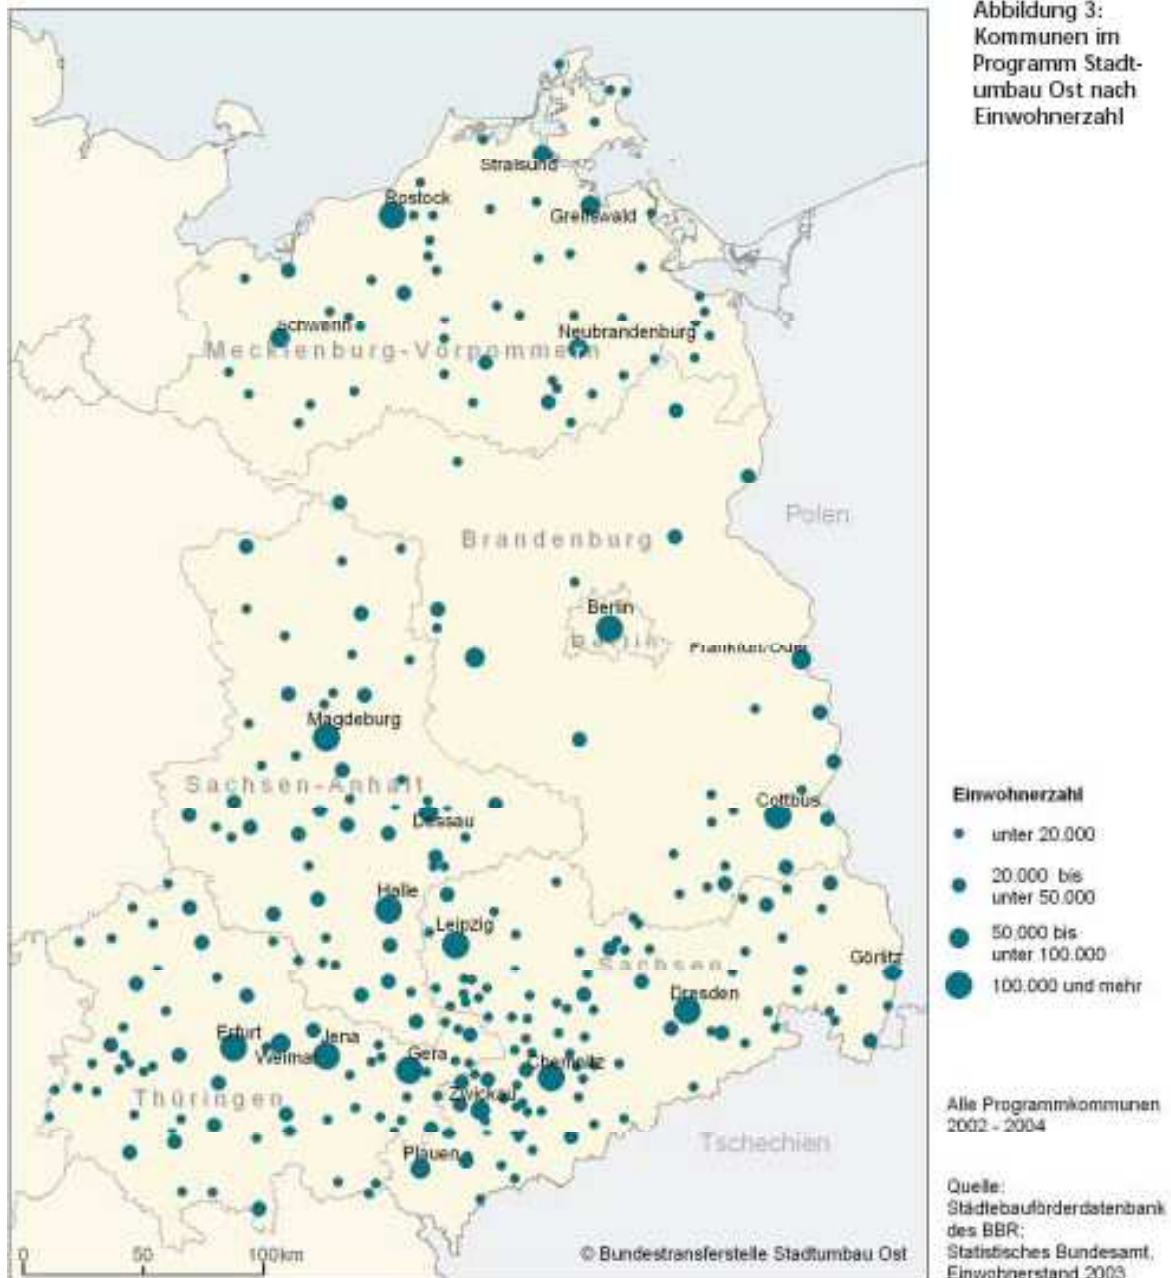 Abbildung 3:
Kommunen im
Programm Stadt-
umbau Ost nach
Einwohnerzahl
Stralsund
Rostock
Greifswald
Schwerin
Neubrandenburg
Mecklenburg-Vorpommern
Polen
Brandenburg
Berlin
Berlin
Frankfurt/Oder
Magdeburg
Sachsen-Anhalt
Cottbus
Dessau
Halle
Leipzig
Görlitz
Sachsen
Dresden
Erfurt
Weimar
Jena
Gera
Chemnitz
Zwickau
Thüringen
Plauen
Tschechien
Einwohnerzahl
unter 20.000
20.000 bis
unter 50.000
50.000 bis
unter 100.000
100.000 und mehr
Alle Programmkommunen
2002 - 2004
Quelle:
Städtebauförderdatenbank
des BBR;
Statistisches Bundesamt,
Einwohnerstand 2003
0 50 100km
© Bundestransferstelle Stadtumbau Ost